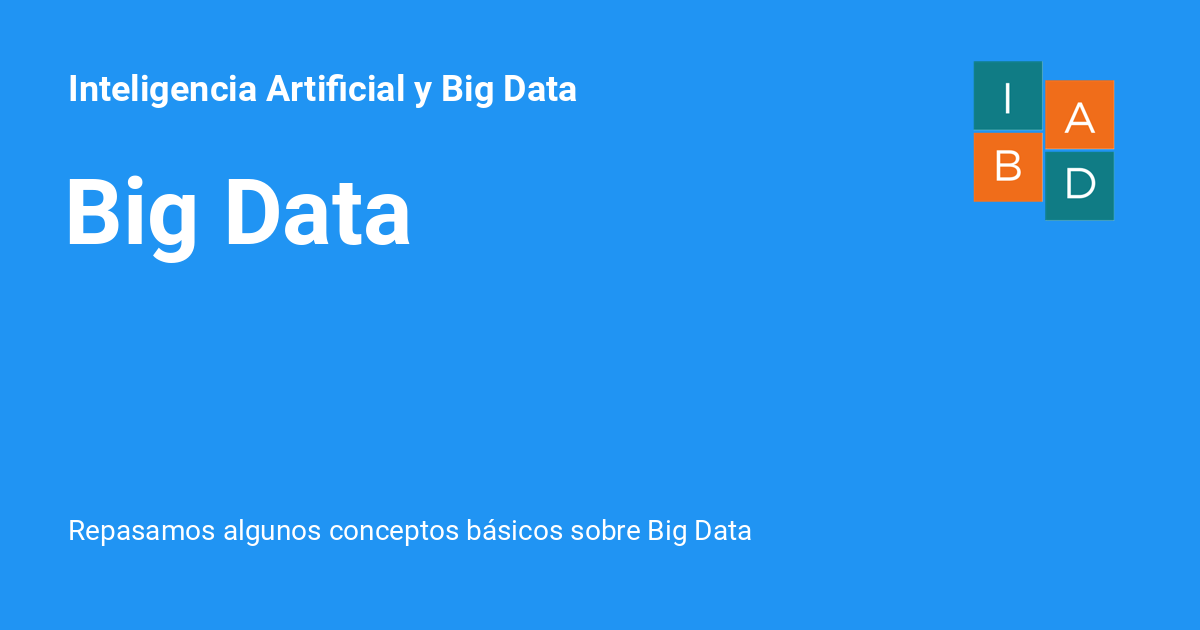 Inteligencia Artificial y Big Data
I A
B D
Big Data
Repasamos algunos conceptos básicos sobre Big Data